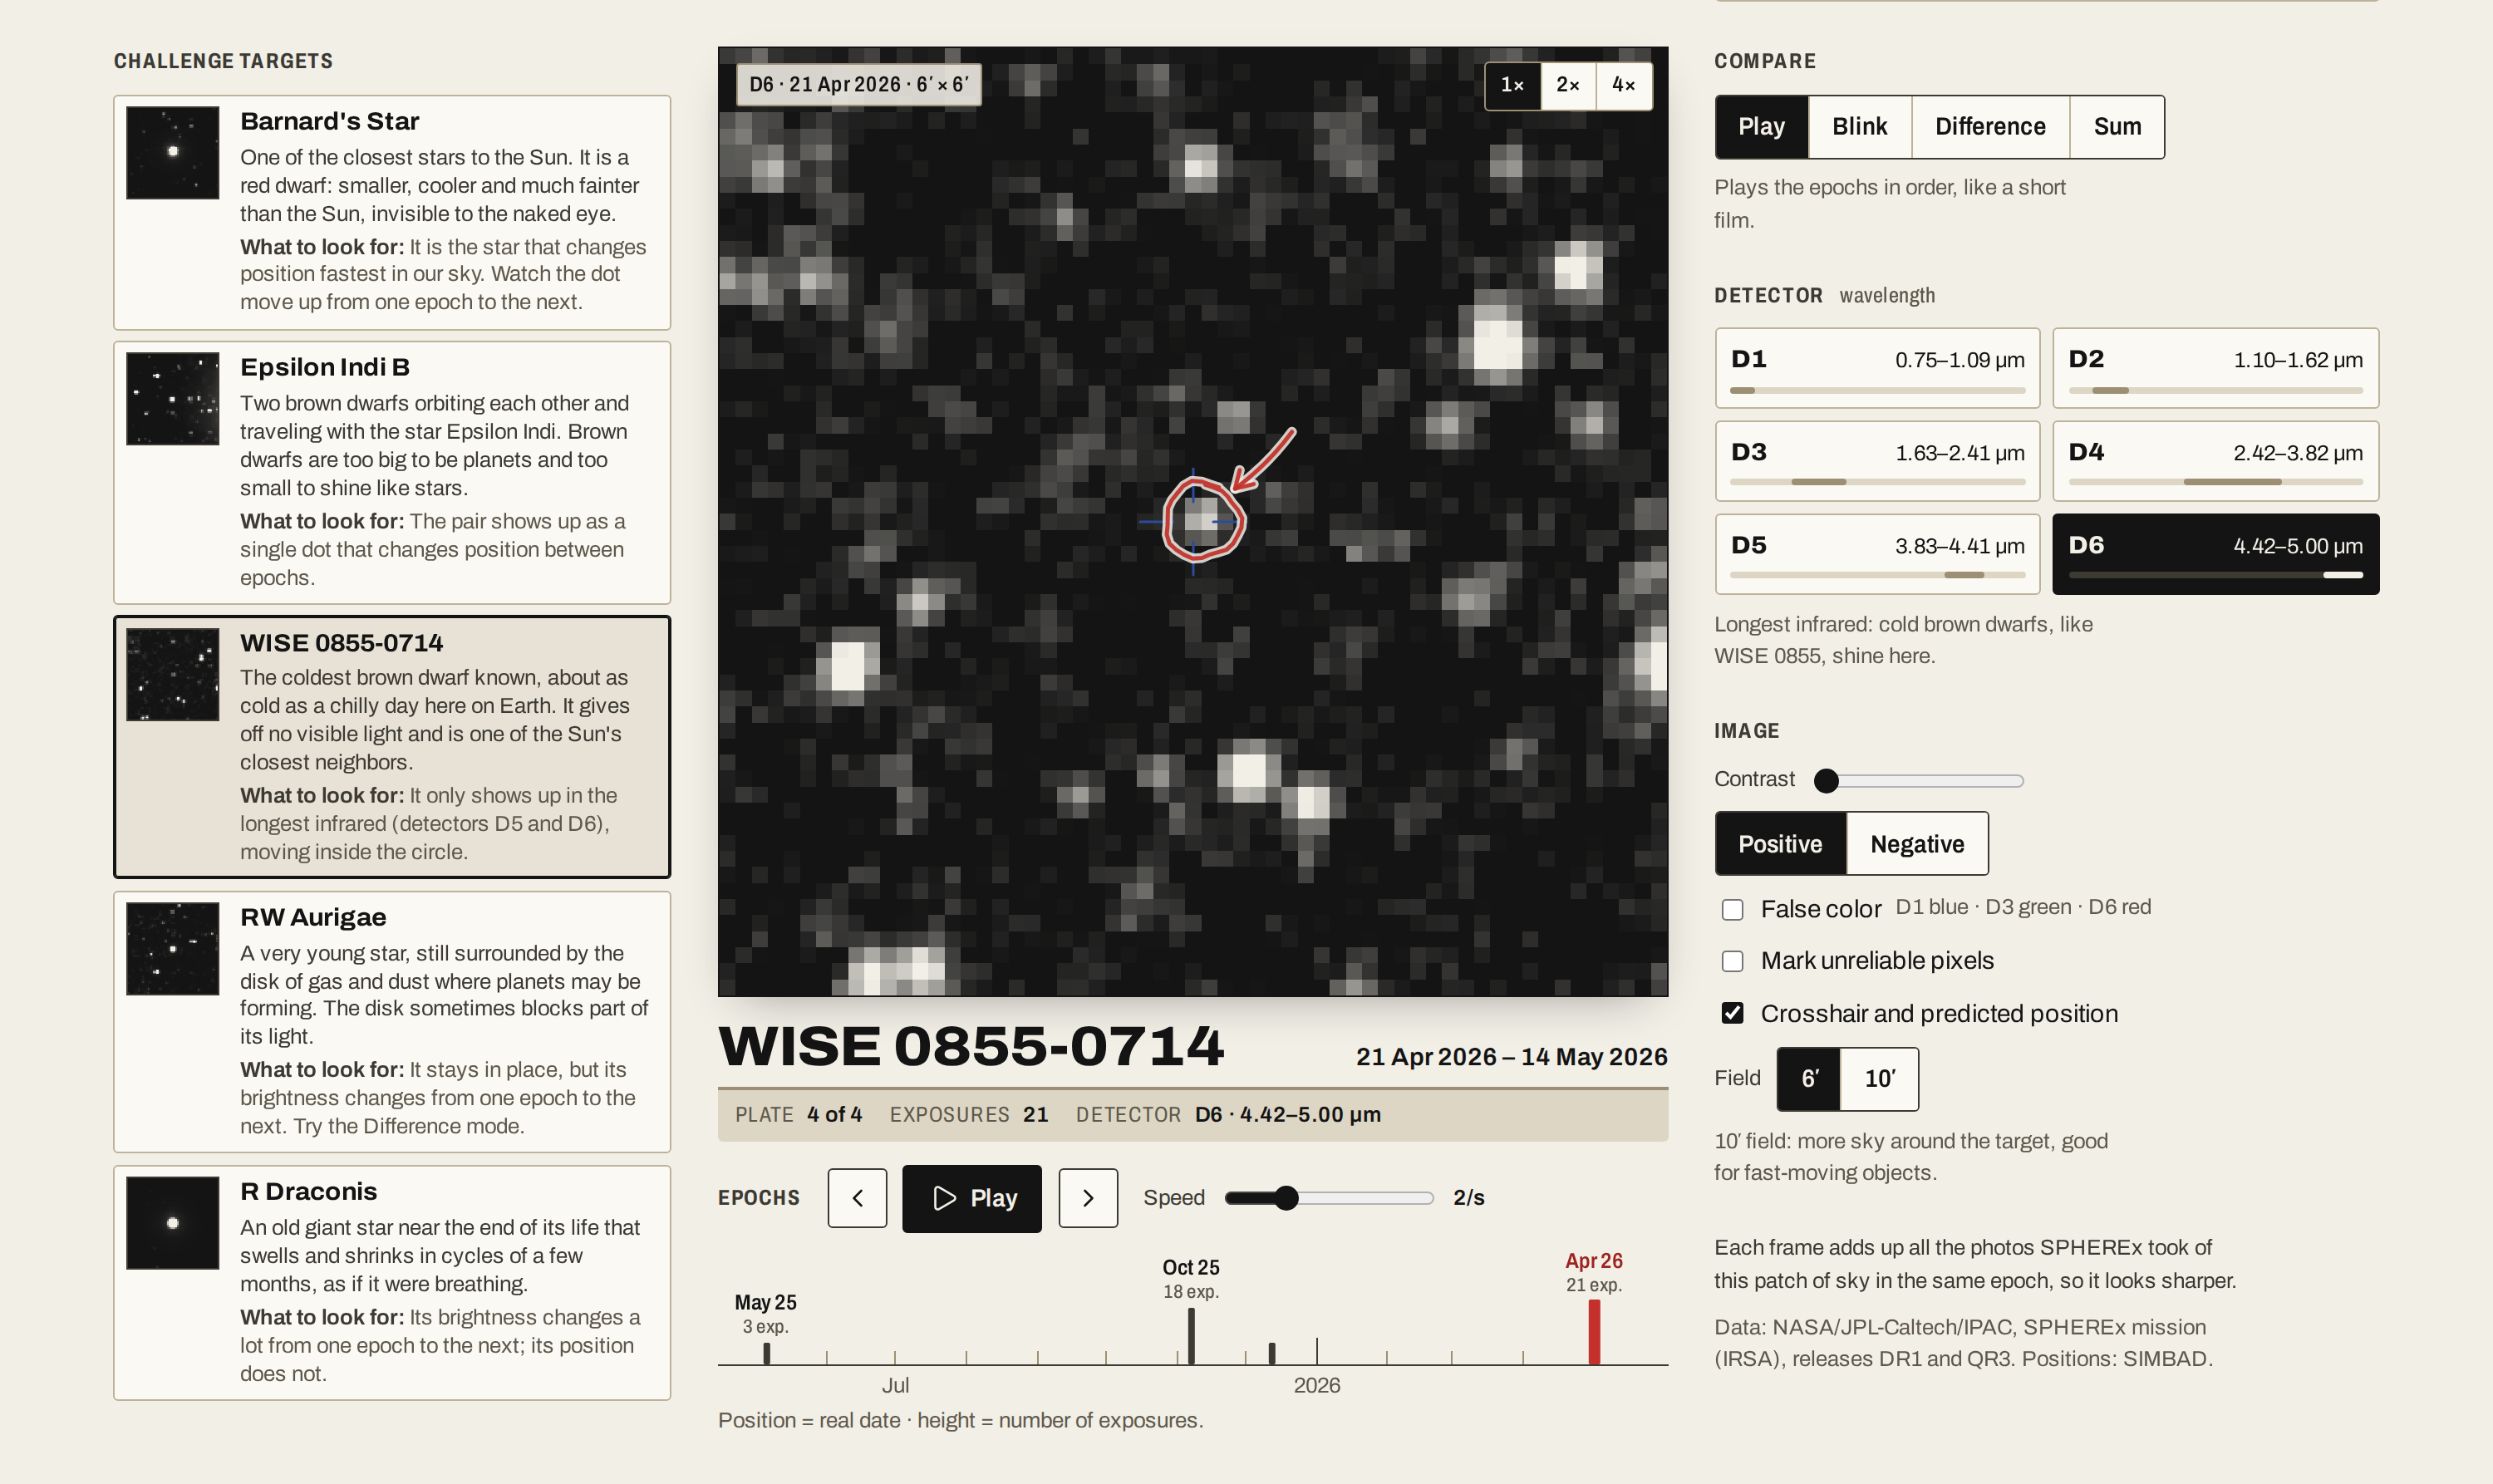 CHALLENGE TARGETS
Barnard's Star
One of the closest stars to the Sun. It is a
red dwarf: smaller, cooler and much fainter
than the Sun, invisible to the naked eye.
What to look for: It is the star that changes
position fastest in our sky. Watch the dot
move up from one epoch to the next.
Epsilon Indi B
Two brown dwarfs orbiting each other and
traveling with the star Epsilon Indi. Brown
dwarfs are too big to be planets and too
small to shine like stars.
What to look for: The pair shows up as a
single dot that changes position between
epochs.
WISE 0855-0714
The coldest brown dwarf known, about as
cold as a chilly day here on Earth. It gives
off no visible light and is one of the Sun's
closest neighbors.
What to look for: It only shows up in the
longest infrared (detectors D5 and D6),
moving inside the circle.
RW Aurigae
A very young star, still surrounded by the
disk of gas and dust where planets may be
forming. The disk sometimes blocks part of
its light.
What to look for: It stays in place, but its
brightness changes from one epoch to the
next. Try the Difference mode.
R Draconis
An old giant star near the end of its life that
swells and shrinks in cycles of a few
months, as if it were breathing.
What to look for: Its brightness changes a
lot from one epoch to the next; its position
does not.
D6 · 21 Apr 2026 · 6′ × 6′
1× 2× 4×
WISE 0855-0714
21 Apr 2026 – 14 May 2026
PLATE 4 of 4 EXPOSURES 21 DETECTOR D6 · 4.42–5.00 µm
EPOCHS Play Speed 2/s
May 25
3 exp.
Oct 25
18 exp.
Apr 26
21 exp.
Jul 2026
Position = real date · height = number of exposures.
COMPARE
Play Blink Difference Sum
Plays the epochs in order, like a short
film.
DETECTOR wavelength
D1 0.75–1.09 µm
D2 1.10–1.62 µm
D3 1.63–2.41 µm
D4 2.42–3.82 µm
D5 3.83–4.41 µm
D6 4.42–5.00 µm
Longest infrared: cold brown dwarfs, like
WISE 0855, shine here.
IMAGE
Contrast
Positive Negative
False color D1 blue · D3 green · D6 red
Mark unreliable pixels
Crosshair and predicted position
Field 6′ 10′
10′ field: more sky around the target, good
for fast-moving objects.
Each frame adds up all the photos SPHEREx took of
this patch of sky in the same epoch, so it looks sharper.
Data: NASA/JPL-Caltech/IPAC, SPHEREx mission
(IRSA), releases DR1 and QR3. Positions: SIMBAD.